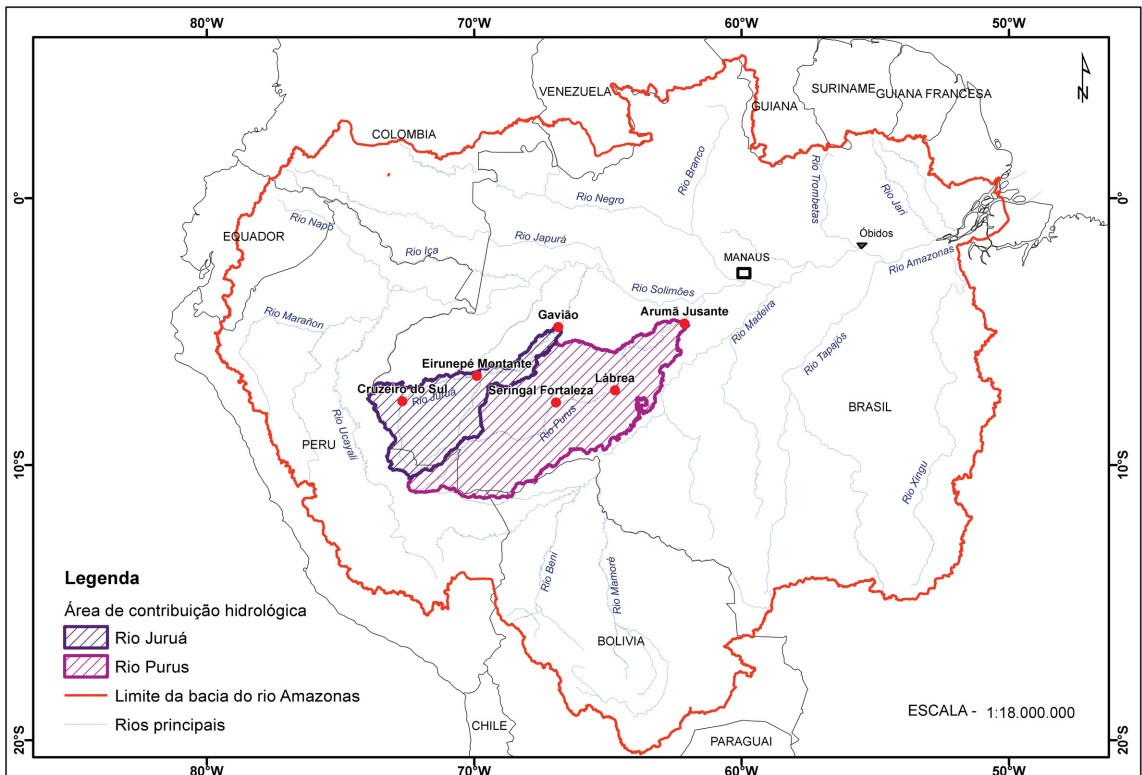 80°W
70°W
60°W
50°W
VENEZUELA
GUIANA
SURINAME
GUIANA FRANCESA
N
COLOMBIA
Rio Branco
Rio Trombetas
Rio Jari
0°
0°
Rio Negro
Rio Napo
EQUADOR
Rio Japurá
Rio Iça
Óbidos
MANAUS
Rio Amazonas
Rio Solimões
Rio Marañon
Gavião
Arumã Jusante
Rio Madeira
Rio Tapajós
Eirunepé Montante
Cruzeiro do Sul
Rio Juruá
Seringal Fortaleza
Lábrea
Rio Purus
BRASIL
Rio Ucayali
PERU
10°S
10°S
Rio Xingu
Rio Beni
Rio Mamoré
BOLIVIA
Legenda
Área de contribuição hidrológica
Rio Juruá
Rio Purus
Limite da bacia do rio Amazonas
Rios principais
CHILE
PARAGUAI
ESCALA - 1:18.000.000
20°S
20°S
80°W
70°W
60°W
50°W